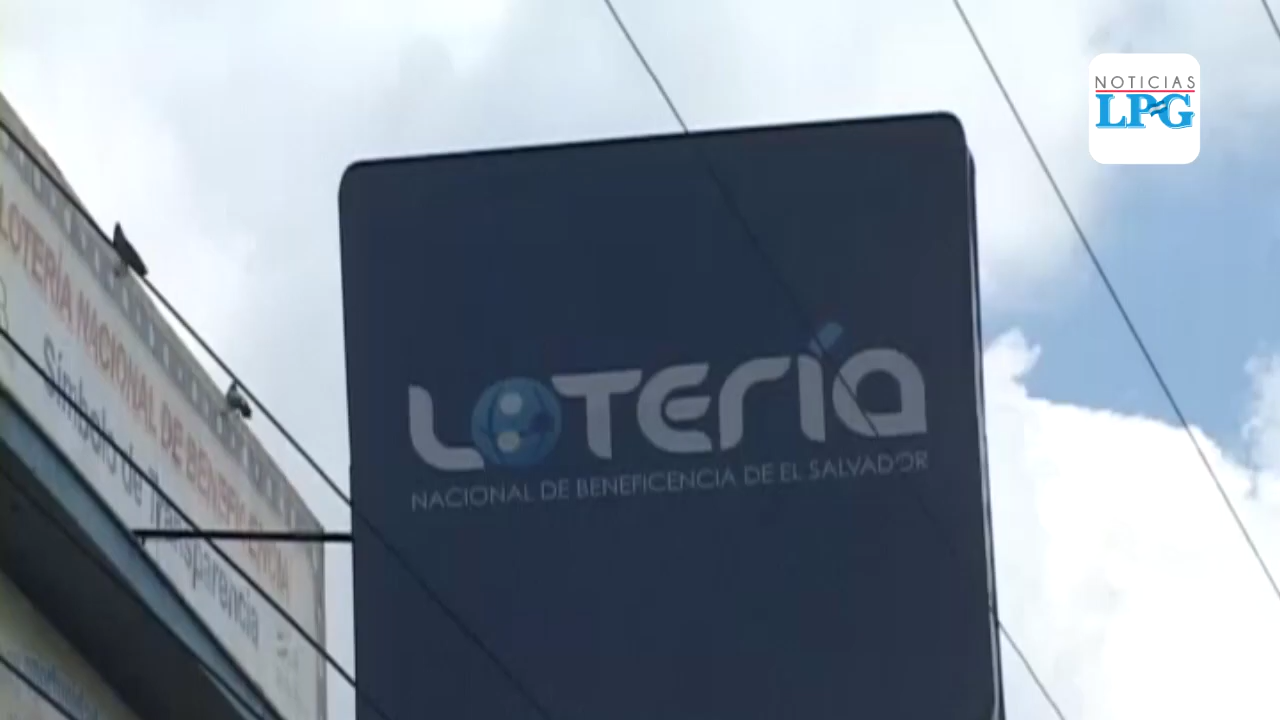 NOTICIAS
LPG
LOTERÍA
NACIONAL DE BENEFICENCIA DE EL SALVADOR
LOTERÍA NACIONAL DE BENEFICENCIA
Símbolo de Transparencia